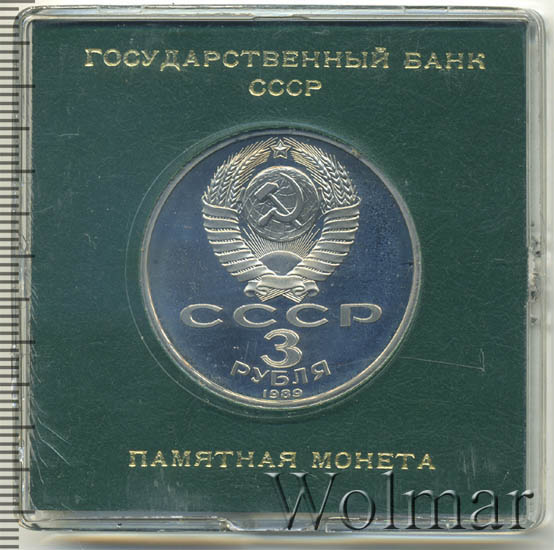 ГОСУДАРСТВЕННЫЙ БАНК
СССР
СССР
3
РУБЛЯ
1989
ПАМЯТНАЯ МОНЕТА
Wolmar